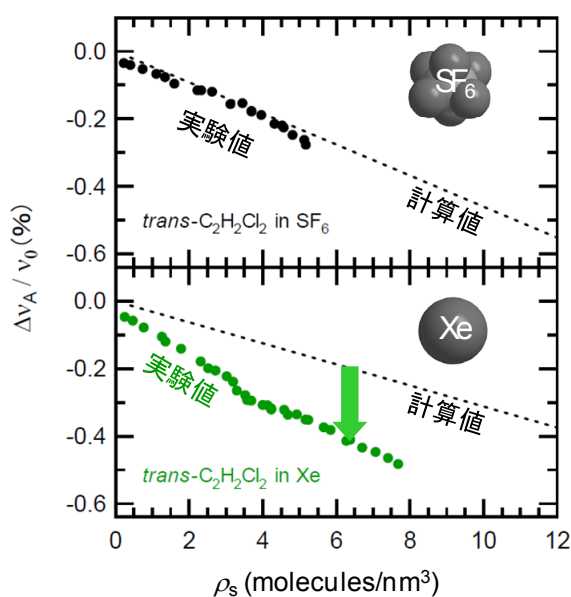 0.0
-0.2
-0.4
-0.6
SF₆
実験値
計算値
trans-C₂H₂Cl₂ in SF₆
Δν_A / ν₀ (%)
0.0
-0.2
-0.4
-0.6
Xe
実験値
計算値
trans-C₂H₂Cl₂ in Xe
0 2 4 6 8 10 12
ρₛ (molecules/nm³)